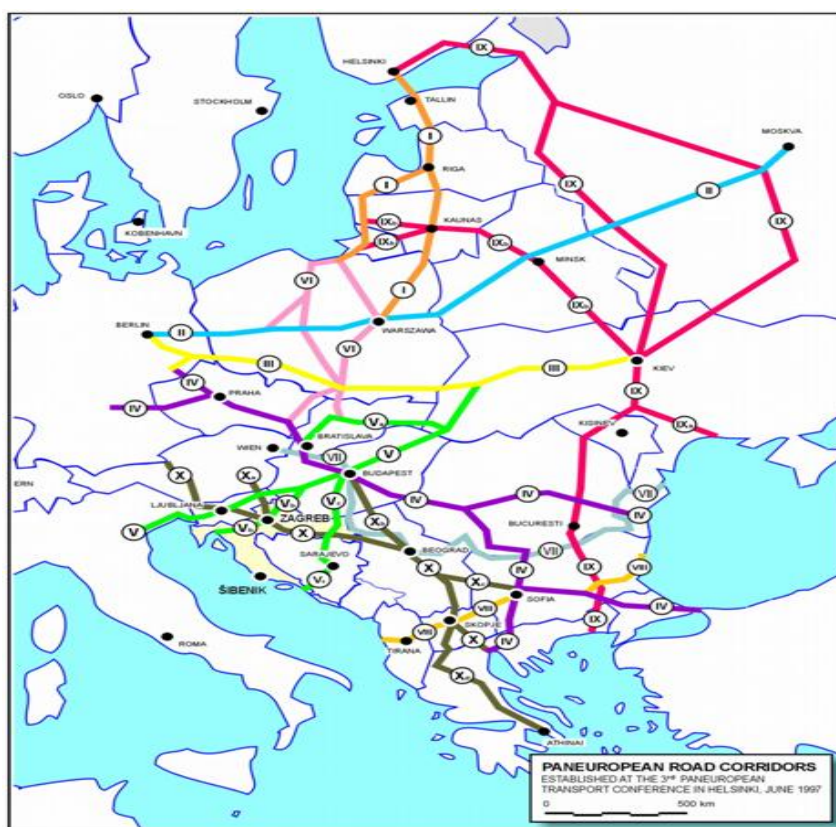 IX
HELSINKI
OSLO
STOCKHOLM
TALLIN
I
MOSKVA
RIGA
I
II
IX
IXb
KAUNAS
IX
KOBENHAVN
IXb
MINSK
VI
I
IXb
BERLIN
II
WARSZAWA
VI
III
III
KIEV
IV
PRAHA
IV
IX
KISINEV
IXa
BRATISLAVA
WIEN
VII
V
BUDAPEST
ERN
X
Xa
LJUBLJANA
ZAGREB
Vb
Vc
Xb
IV
IV
VII
IV
V
X
BUCURESTI
SARAJEVO
BEOGRAD
VII
ŠIBENIK
X
Xc
IV
IX
VIII
SOFIA
VIII
IV
ROMA
VIII
SKOPJE
IX
TIRANA
X
IV
Xd
ATHINAI
PANEUROPEAN ROAD CORRIDORS
ESTABLISHED AT THE 3rd PANEUROPEAN
TRANSPORT CONFERENCE IN HELSINKI, JUNE 1997
0 500 km